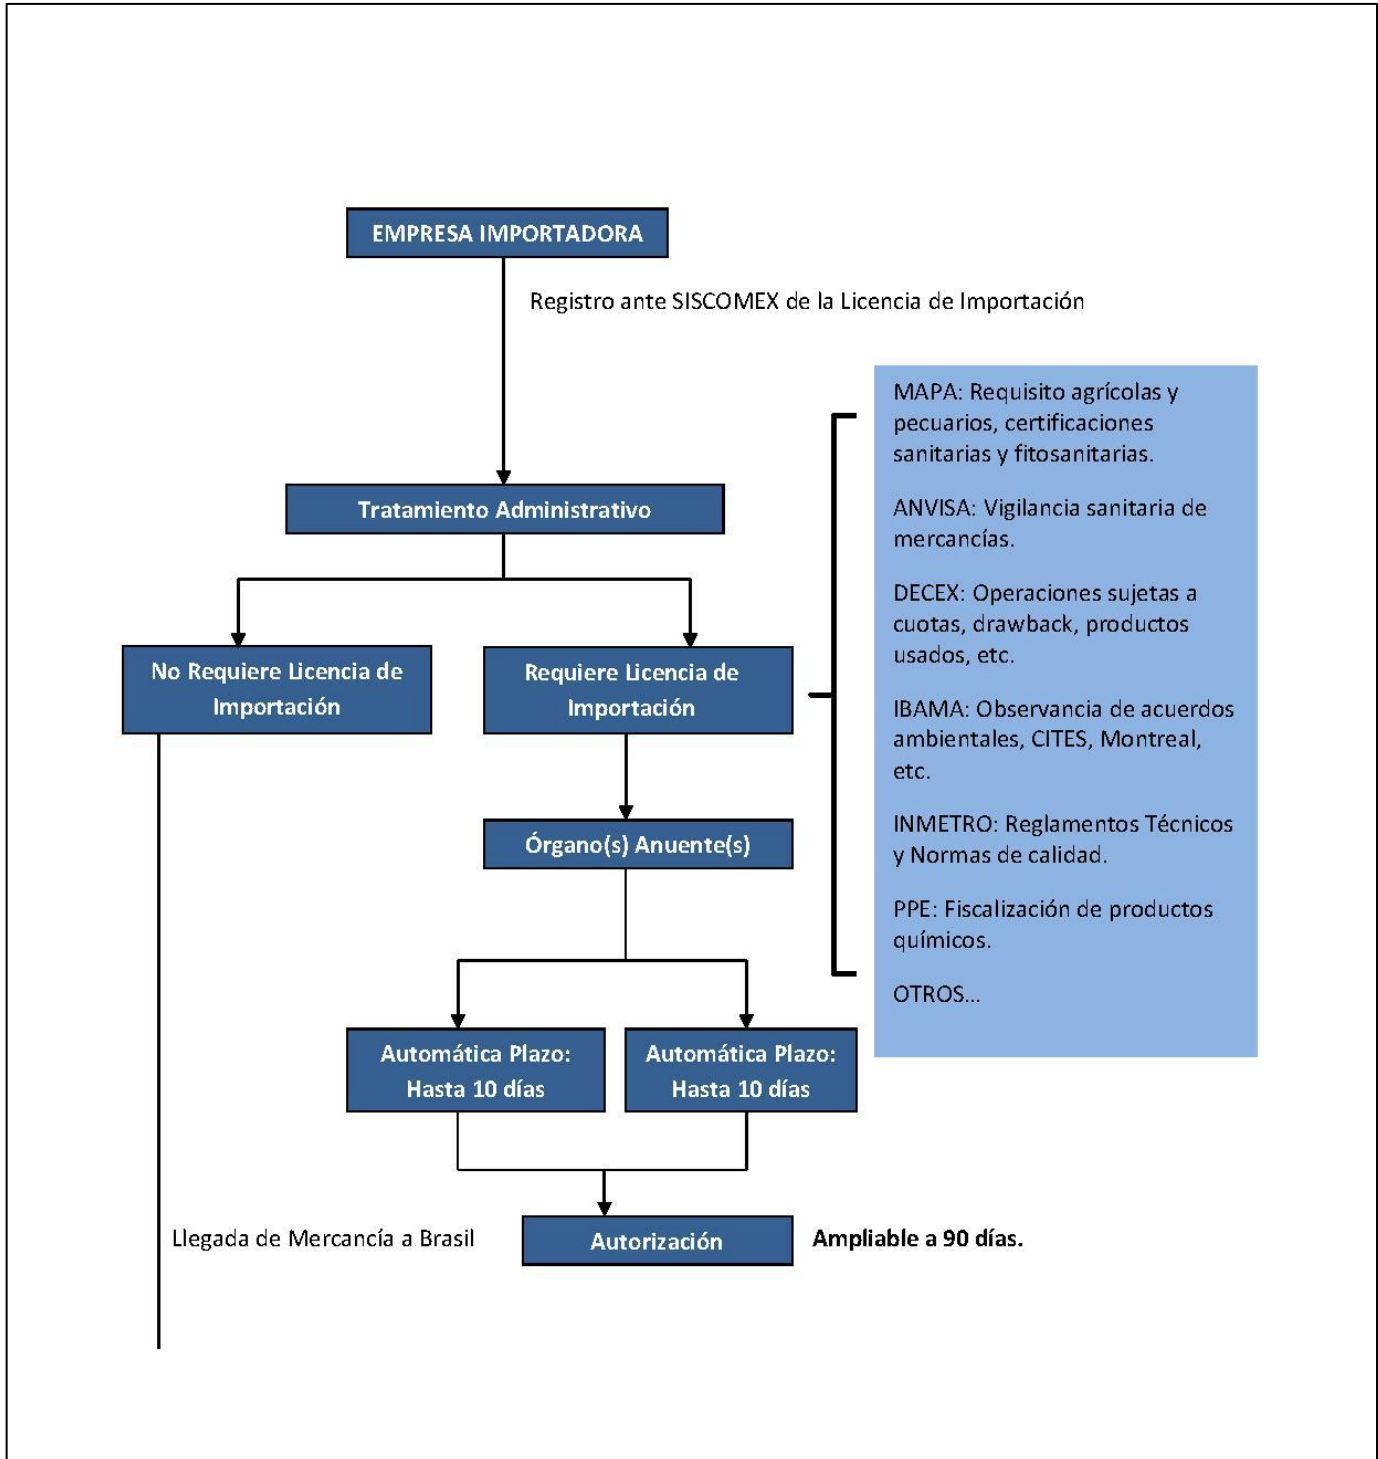 EMPRESA IMPORTADORA
Registro ante SISCOMEX de la Licencia de Importación
MAPA: Requisito agrícolas y
pecuarios, certificaciones
sanitarias y fitosanitarias.
ANVISA: Vigilancia sanitaria de
mercancías.
DECEX: Operaciones sujetas a
cuotas, drawback, productos
usados, etc.
IBAMA: Observancia de acuerdos
ambientales, CITES, Montreal,
etc.
INMETRO: Reglamentos Técnicos
y Normas de calidad.
PPE: Fiscalización de productos
químicos.
OTROS...
Tratamiento Administrativo
No Requiere Licencia de
Importación
Requiere Licencia de
Importación
Órgano(s) Anuente(s)
Automática Plazo:
Hasta 10 días
Automática Plazo:
Hasta 10 días
Llegada de Mercancía a Brasil
Autorización
Ampliable a 90 días.